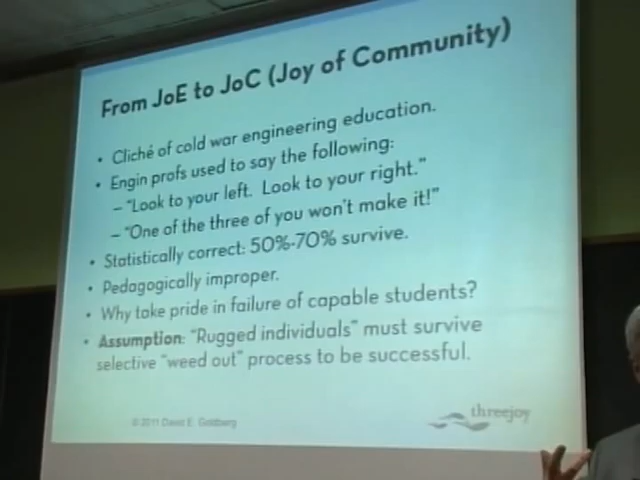 From JoE to JoC (Joy of Community)
• Cliché of cold war engineering education.
• Engin profs used to say the following:
– "Look to your left. Look to your right."
– "One of the three of you won't make it!"
• Statistically correct: 50%-70% survive.
• Pedagogically improper.
• Why take pride in failure of capable students?
• Assumption: "Rugged individuals" must survive
selective "weed out" process to be successful.
© 2011 David E. Goldberg
threejoy